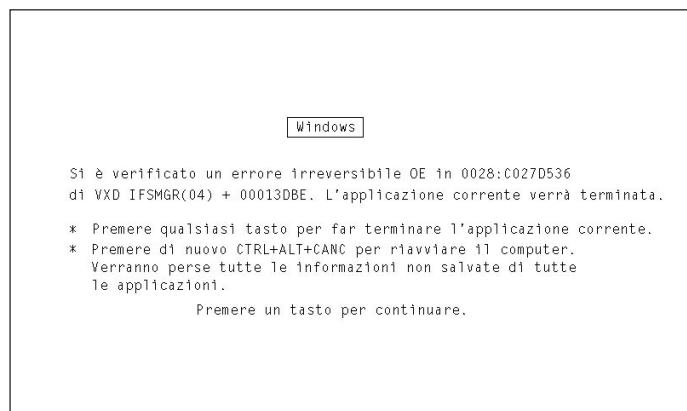 Windows
Si è verificato un errore irreversibile OE in 0028:C027D536
di VXD IFSMGR(04) + 00013DBE. L'applicazione corrente verrà terminata.
* Premere qualsiasi tasto per far terminare l'applicazione corrente.
* Premere di nuovo CTRL+ALT+CANC per riavviare il computer.
Verranno perse tutte le informazioni non salvate di tutte
le applicazioni.
Premere un tasto per continuare.